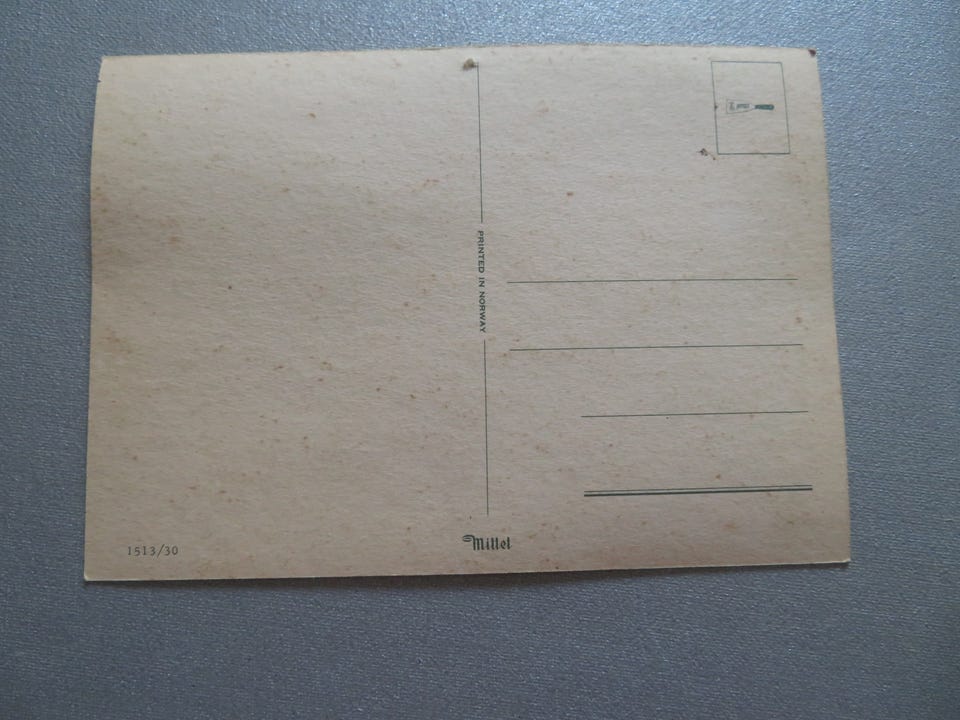 PRINTED IN NORWAY
1513/30
Mittet